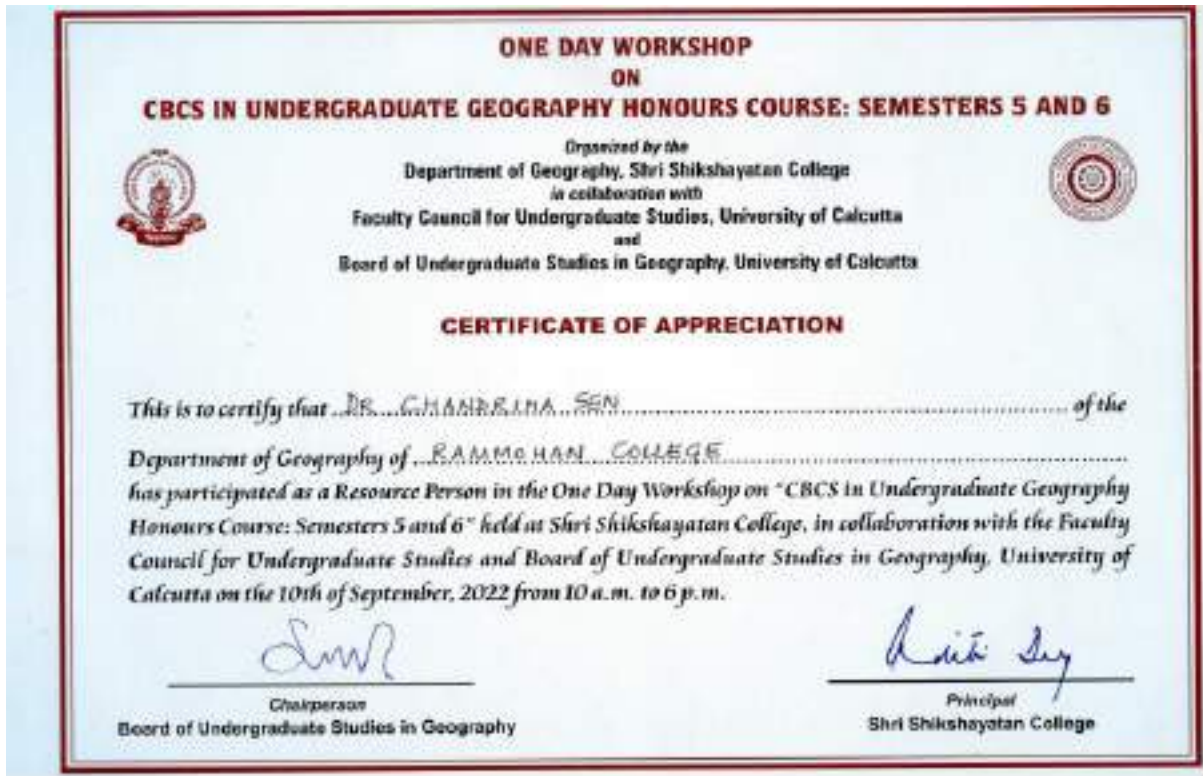 ONE DAY WORKSHOP
ON
CBCS IN UNDERGRADUATE GEOGRAPHY HONOURS COURSE: SEMESTERS 5 AND 6
Organized by the
Department of Geography, Shri Shikshayatan College
in collaboration with
Faculty Council for Undergraduate Studies, University of Calcutta
and
Board of Undergraduate Studies in Geography, University of Calcutta
CERTIFICATE OF APPRECIATION
This is to certify that DR. CHANDRIMA SEN of the
Department of Geography of RAMMOHAN COLLEGE
has participated as a Resource Person in the One Day Workshop on "CBCS in Undergraduate Geography
Honours Course: Semesters 5 and 6" held at Shri Shikshayatan College, in collaboration with the Faculty
Council for Undergraduate Studies and Board of Undergraduate Studies in Geography, University of
Calcutta on the 10th of September, 2022 from 10 a.m. to 6 p.m.
Chairperson
Board of Undergraduate Studies in Geography
Aditi Dey
Principal
Shri Shikshayatan College